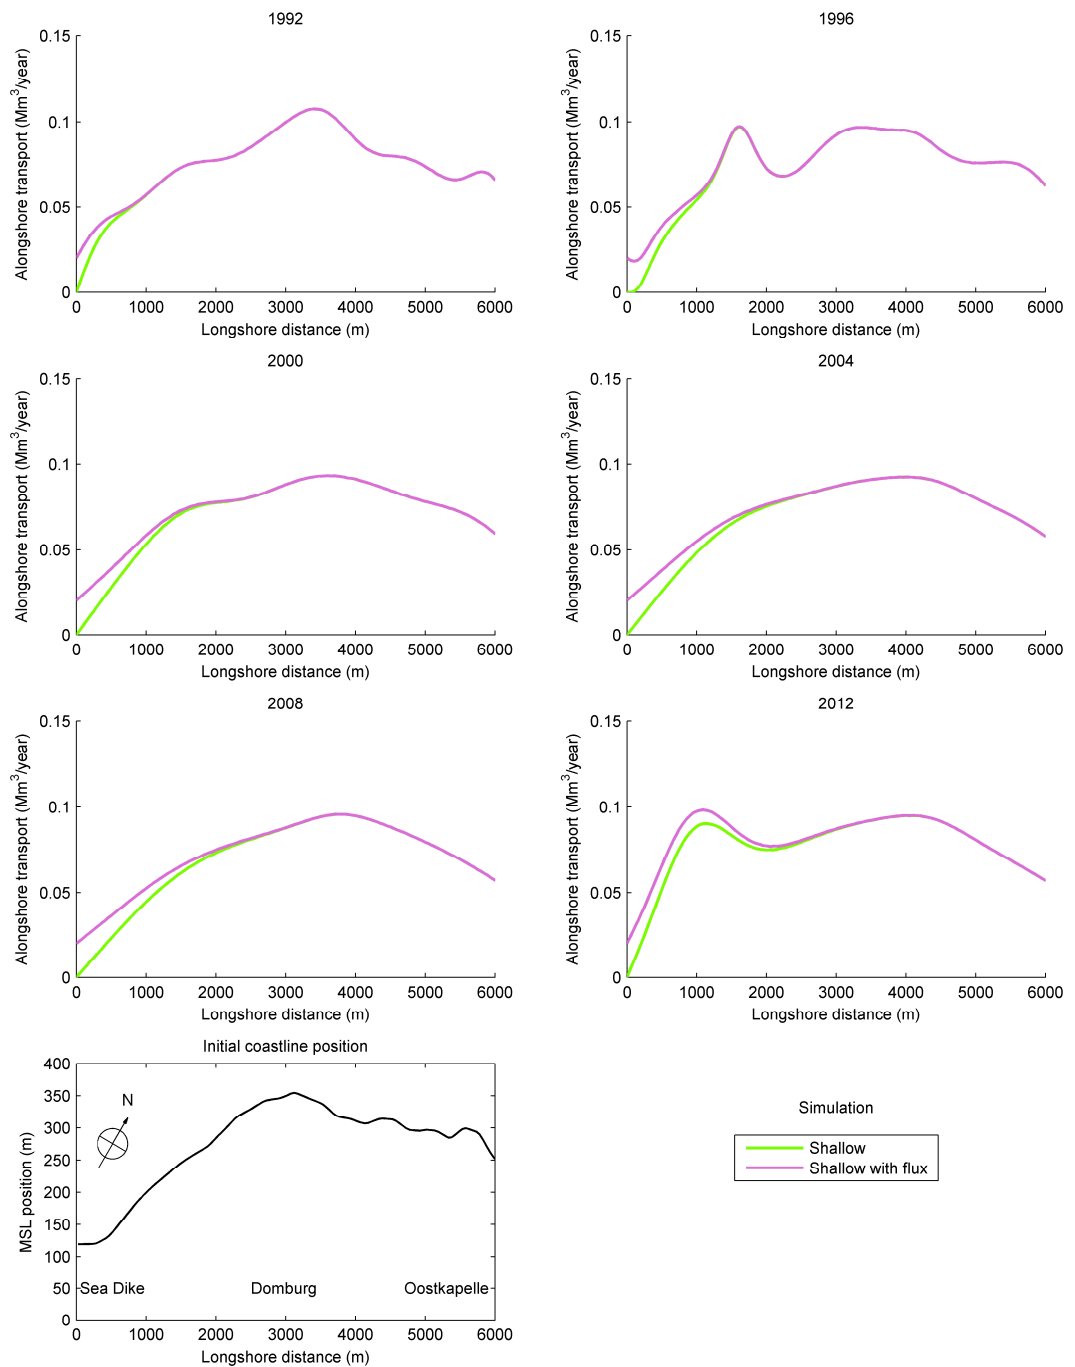 1992
Alongshore transport (Mm³/year)
0.15
0.1
0.05
0
0 1000 2000 3000 4000 5000 6000
Longshore distance (m)
1996
Alongshore transport (Mm³/year)
0.15
0.1
0.05
0
0 1000 2000 3000 4000 5000 6000
Longshore distance (m)
2000
Alongshore transport (Mm³/year)
0.15
0.1
0.05
0
0 1000 2000 3000 4000 5000 6000
Longshore distance (m)
2004
Alongshore transport (Mm³/year)
0.15
0.1
0.05
0
0 1000 2000 3000 4000 5000 6000
Longshore distance (m)
2008
Alongshore transport (Mm³/year)
0.15
0.1
0.05
0
0 1000 2000 3000 4000 5000 6000
Longshore distance (m)
2012
Alongshore transport (Mm³/year)
0.15
0.1
0.05
0
0 1000 2000 3000 4000 5000 6000
Longshore distance (m)
Initial coastline position
MSL position (m)
400
350
300
250
200
150
100
50
0
N
Sea Dike Domburg Oostkapelle
0 1000 2000 3000 4000 5000 6000
Longshore distance (m)
Simulation
Shallow
Shallow with flux